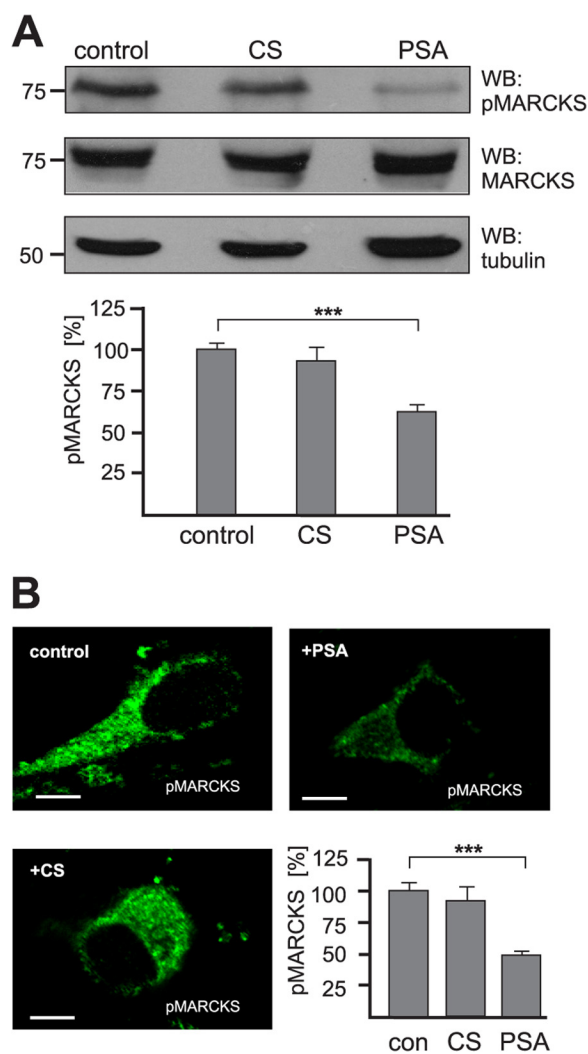 A
control CS PSA
75
WB:
pMARCKS
75
WB:
MARCKS
50
WB:
tubulin
pMARCKS [%]
125
100
75
50
25
***
control CS PSA
B
control
pMARCKS
+PSA
pMARCKS
+CS
pMARCKS
pMARCKS [%]
125
100
75
50
25
***
con CS PSA